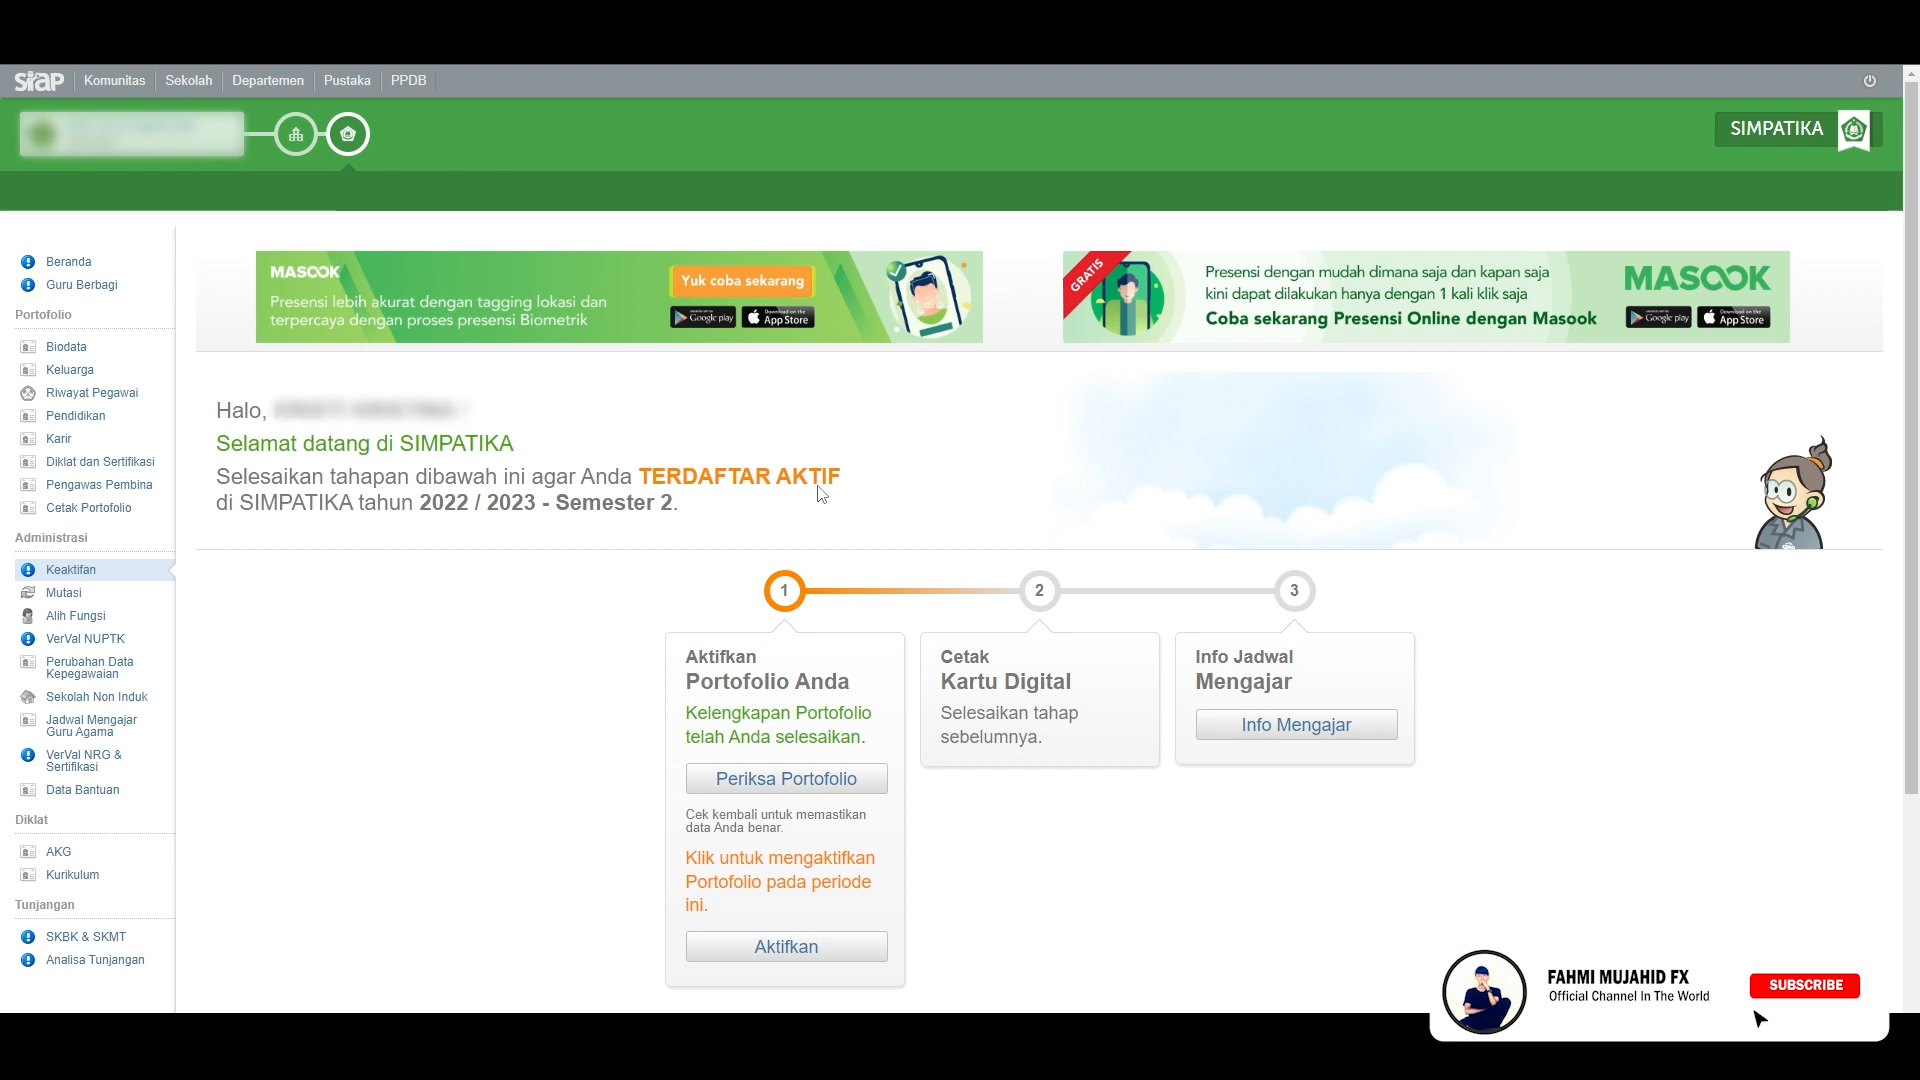 siap Komunitas Sekolah Departemen Pustaka PPDB
SIMPATIKA
Beranda
Guru Berbagi
Portofolio
Biodata
Keluarga
Riwayat Pegawai
Pendidikan
Karir
Diklat dan Sertifikasi
Pengawas Pembina
Cetak Portofolio
Administrasi
Keaktifan
Mutasi
Alih Fungsi
VerVal NUPTK
Perubahan Data
Kepegawaian
Sekolah Non Induk
Jadwal Mengajar
Guru Agama
VerVal NRG &
Sertifikasi
Data Bantuan
Diklat
AKG
Kurikulum
Tunjangan
SKBK & SKMT
Analisa Tunjangan
MASOOK
Presensi lebih akurat dengan tagging lokasi dan
terpercaya dengan proses presensi Biometrik
Yuk coba sekarang
Google play
Download on the
App Store
GRATIS
Presensi dengan mudah dimana saja dan kapan saja
kini dapat dilakukan hanya dengan 1 kali klik saja
Coba sekarang Presensi Online dengan Masook
MASOOK
Google play
Download on the
App Store
Halo,
Selamat datang di SIMPATIKA
Selesaikan tahapan dibawah ini agar Anda TERDAFTAR AKTIF
di SIMPATIKA tahun 2022 / 2023 - Semester 2.
1
Aktifkan
Portofolio Anda
Kelengkapan Portofolio
telah Anda selesaikan.
Periksa Portofolio
Cek kembali untuk memastikan
data Anda benar.
Klik untuk mengaktifkan
Portofolio pada periode
ini.
Aktifkan
2
Cetak
Kartu Digital
Selesaikan tahap
sebelumnya.
3
Info Jadwal
Mengajar
Info Mengajar
FAHMI MUJAHID FX
Official Channel In The World
SUBSCRIBE